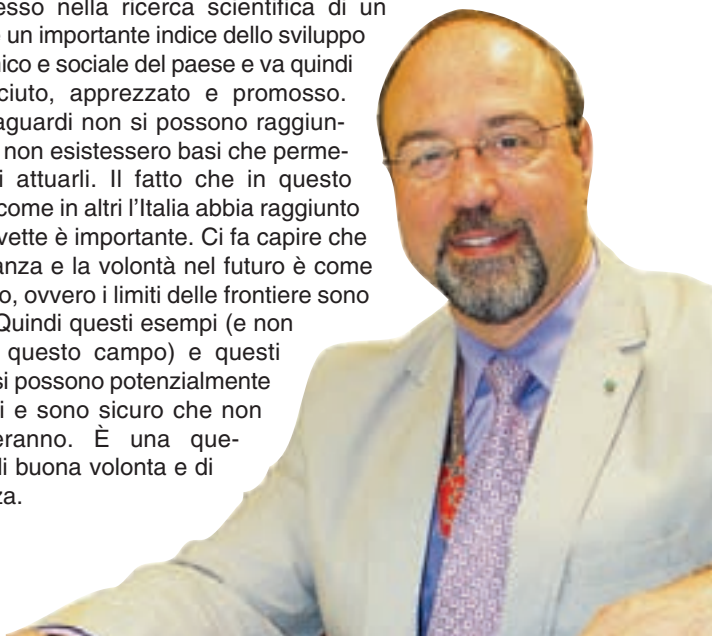 esso nella ricerca scientifica di un
un importante indice dello sviluppo
ico e sociale del paese e va quindi
ciuto, apprezzato e promosso.
aguardi non si possono raggiun-
non esistessero basi che perme-
i attuarli. Il fatto che in questo
come in altri l'Italia abbia raggiunto
vette è importante. Ci fa capire che
anza e la volontà nel futuro è come
o, ovvero i limiti delle frontiere sono
Quindi questi esempi (e non
questo campo) e questi
si possono potenzialmente
i e sono sicuro che non
eranno. È una que-
di buona volonta e di
za.